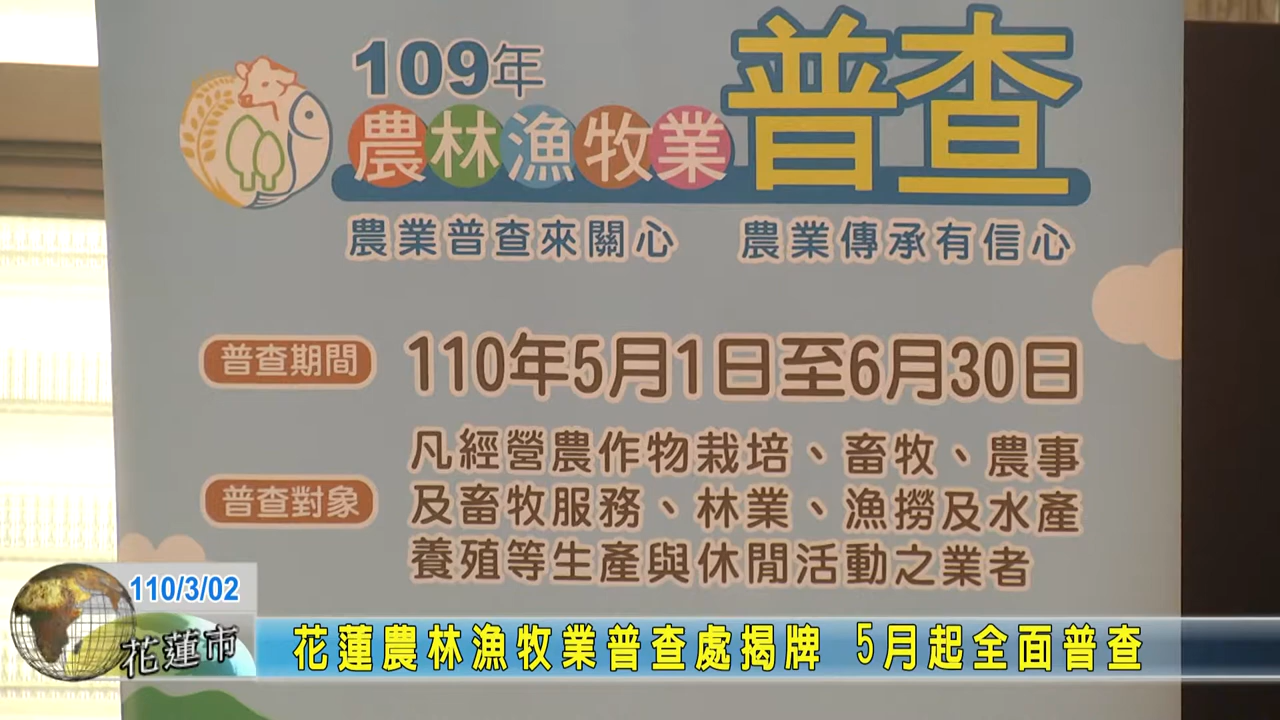 109年
農林漁牧業普查
農業普查來關心 農業傳承有信心
普查期間 110年5月1日至6月30日
凡經營農作物栽培、畜牧、農事
普查對象 及畜牧服務、林業、漁撈及水產
養殖等生產與休閒活動之業者
110/3/02
花蓮市
花蓮農林漁牧業普查處揭牌 5月起全面普查